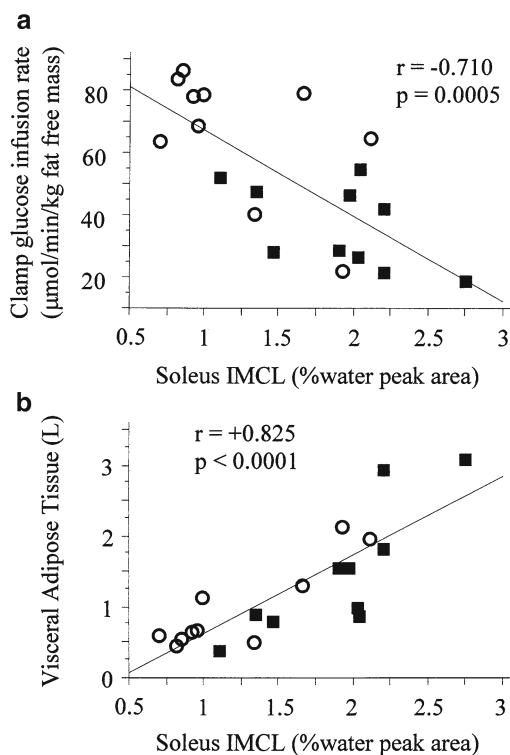 a
Clamp glucose infusion rate
(µmol/min/kg fat free mass)
r = -0.710
p = 0.0005
80
60
40
20
0.5 1 1.5 2 2.5 3
Soleus IMCL (%water peak area)
b
Visceral Adipose Tissue (L)
r = +0.825
p < 0.0001
3
2
1
0
0.5 1 1.5 2 2.5 3
Soleus IMCL (%water peak area)